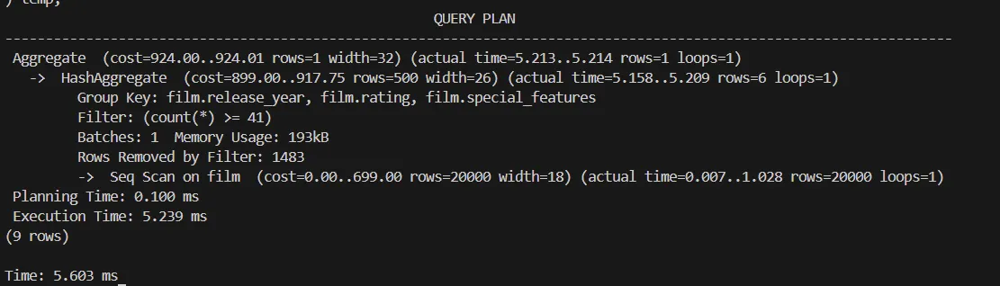 ) temp;
QUERY PLAN
--------------------------------------------------------------------------------------------------------------------
Aggregate  (cost=924.00..924.01 rows=1 width=32) (actual time=5.213..5.214 rows=1 loops=1)
  ->  HashAggregate  (cost=899.00..917.75 rows=500 width=26) (actual time=5.158..5.209 rows=6 loops=1)
        Group Key: film.release_year, film.rating, film.special_features
        Filter: (count(*) >= 41)
        Batches: 1  Memory Usage: 193kB
        Rows Removed by Filter: 1483
        ->  Seq Scan on film  (cost=0.00..699.00 rows=20000 width=18) (actual time=0.007..1.028 rows=20000 loops=1)
Planning Time: 0.100 ms
Execution Time: 5.239 ms
(9 rows)
Time: 5.603 ms